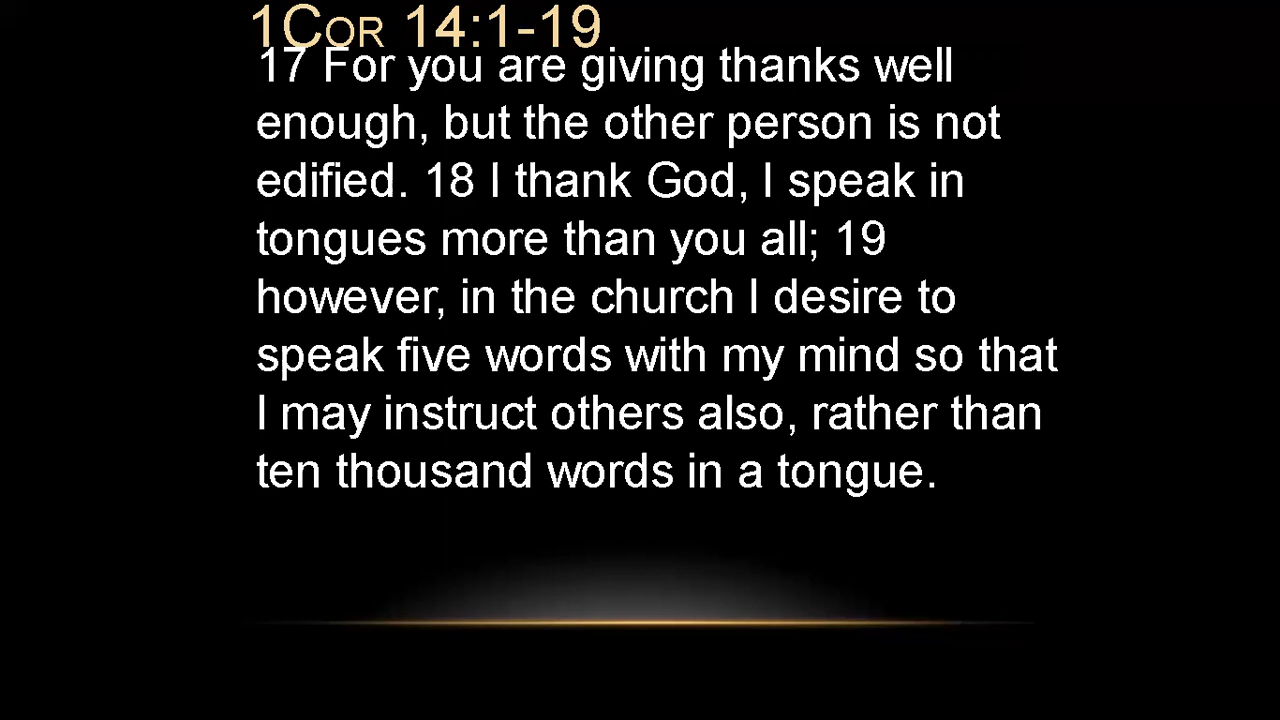 1Cor 14:1-19
17 For you are giving thanks well
enough, but the other person is not
edified. 18 I thank God, I speak in
tongues more than you all; 19
however, in the church I desire to
speak five words with my mind so that
I may instruct others also, rather than
ten thousand words in a tongue.